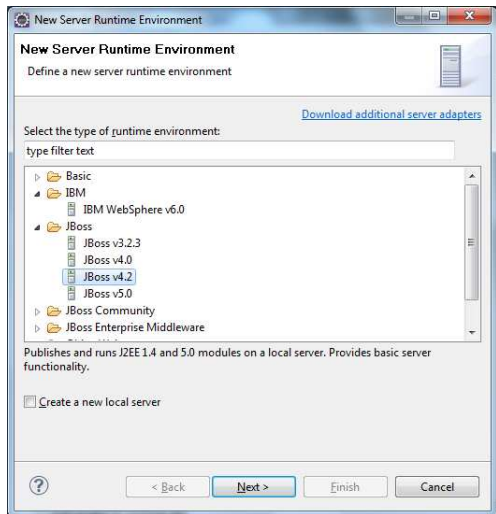 New Server Runtime Environment
New Server Runtime Environment
Define a new server runtime environment
Download additional server adapters
Select the type of runtime environment:
type filter text
Basic
IBM
IBM WebSphere v6.0
JBoss
JBoss v3.2.3
JBoss v4.0
JBoss v4.2
JBoss v5.0
JBoss Community
JBoss Enterprise Middleware
Publishes and runs J2EE 1.4 and 5.0 modules on a local server. Provides basic server
functionality.
Create a new local server
< Back Next > Finish Cancel